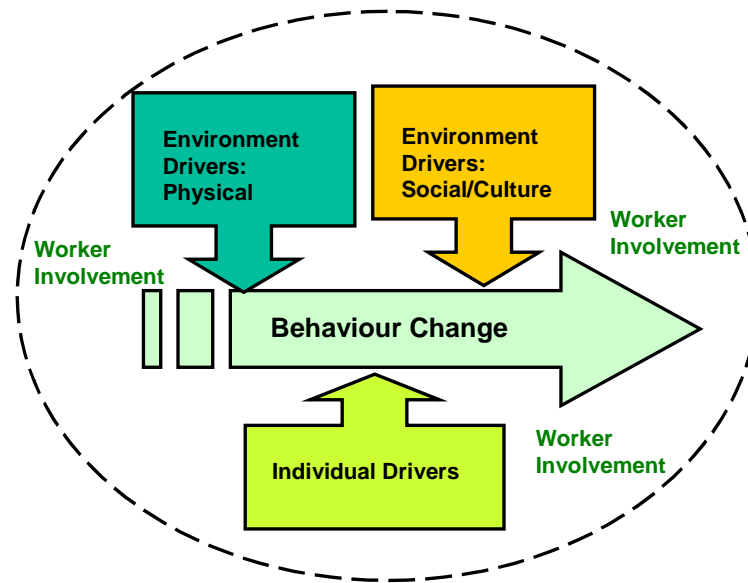 Environment
Drivers:
Physical
Environment
Drivers:
Social/Culture
Worker
Involvement
Worker
Involvement
Behaviour Change
Individual Drivers
Worker
Involvement